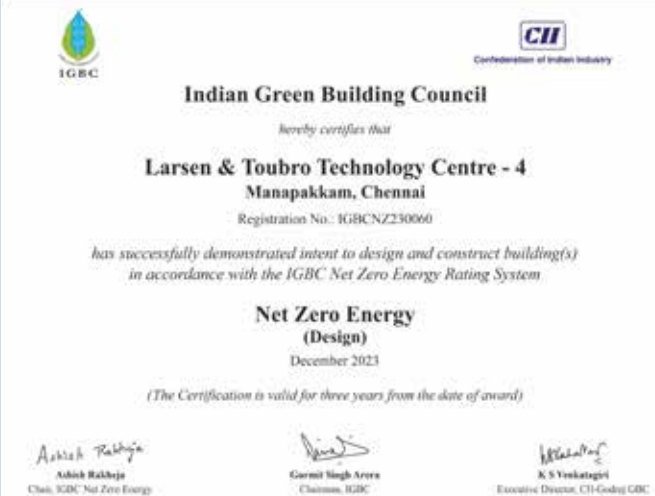 IGBC
CII
Confederation of Indian Industry
Indian Green Building Council
hereby certifies that
Larsen & Toubro Technology Centre - 4
Manapakkam, Chennai
Registration No.: IGBCNZ230060
has successfully demonstrated intent to design and construct building(s)
in accordance with the IGBC Net Zero Energy Rating System
Net Zero Energy
(Design)
December 2023
(The Certification is valid for three years from the date of award)
Ashish Rakheja
Gurmit Singh Arora
K S Venkatagiri
Chair, IGBC Net Zero Energy
Chairman, IGBC
Executive Director, CII-Godrej GBC